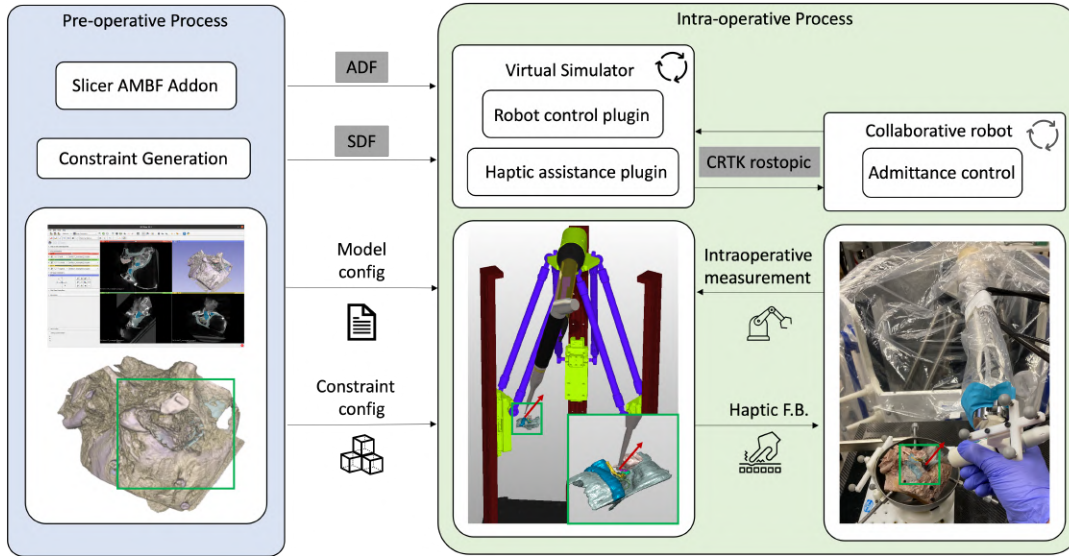 Pre-operative Process
Slicer AMBF Addon
Constraint Generation
ADF
SDF
Model
config
Constraint
config
Intra-operative Process
Virtual Simulator
Robot control plugin
Haptic assistance plugin
CRTK rostopic
Collaborative robot
Admittance control
Intraoperative
measurement
Haptic F.B.